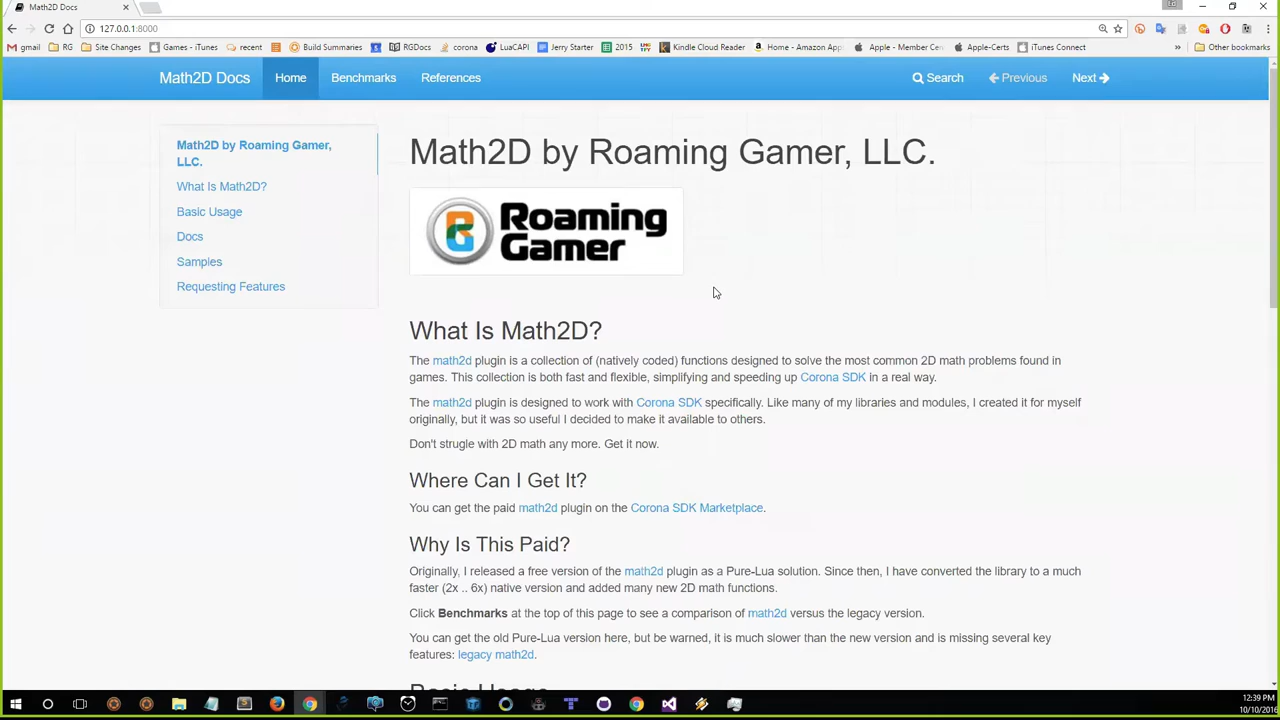 Math2D Docs
127.0.0.1:8000
gmail RG Site Changes Games - iTunes recent Build Summaries RGDocs corona LuaCAPI Jerry Starter 2015 Kindle Cloud Reader Home - Amazon App Apple - Member Cen Apple-Certs iTunes Connect » Other bookmarks
Math2D Docs Home Benchmarks References Search Previous Next
Math2D by Roaming Gamer,
LLC.
What Is Math2D?
Basic Usage
Docs
Samples
Requesting Features
Math2D by Roaming Gamer, LLC.
Roaming
Gamer
What Is Math2D?
The math2d plugin is a collection of (natively coded) functions designed to solve the most common 2D math problems found in
games. This collection is both fast and flexible, simplifying and speeding up Corona SDK in a real way.
The math2d plugin is designed to work with Corona SDK specifically. Like many of my libraries and modules, I created it for myself
originally, but it was so useful I decided to make it available to others.
Don't strugle with 2D math any more. Get it now.
Where Can I Get It?
You can get the paid math2d plugin on the Corona SDK Marketplace.
Why Is This Paid?
Originally, I released a free version of the math2d plugin as a Pure-Lua solution. Since then, I have converted the library to a much
faster (2x .. 6x) native version and added many new 2D math functions.
Click Benchmarks at the top of this page to see a comparison of math2d versus the legacy version.
You can get the old Pure-Lua version here, but be warned, it is much slower than the new version and is missing several key
features: legacy math2d.
Basic Usage
12:39 PM
10/10/2016